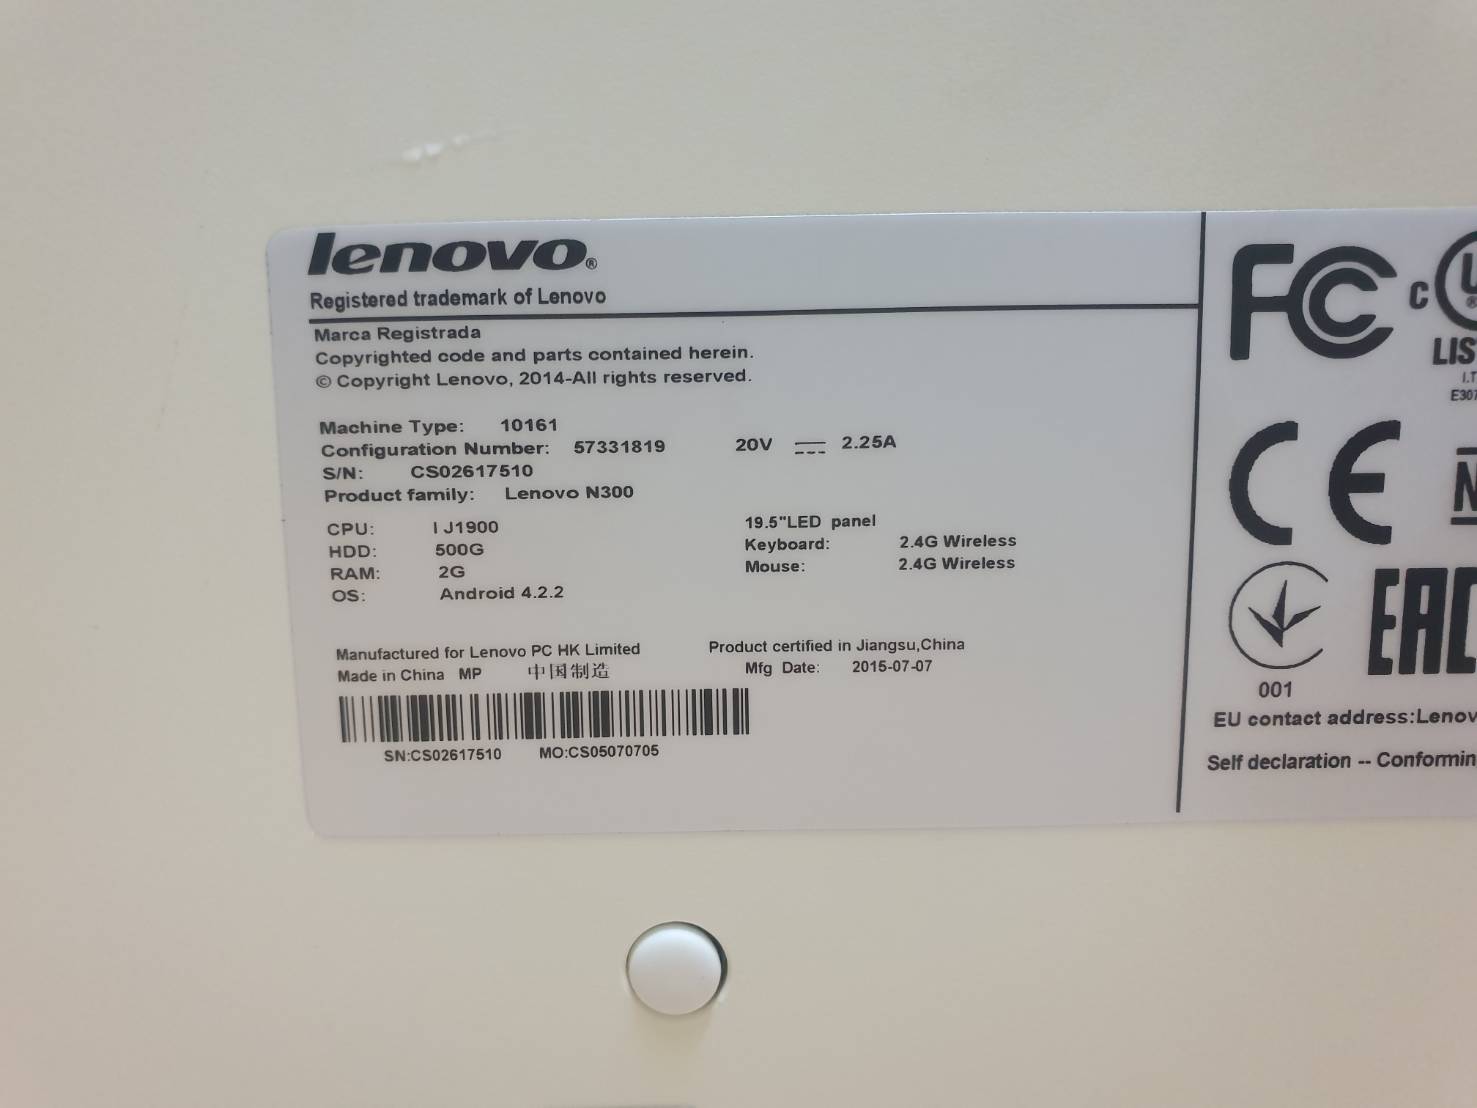 lenovo®
Registered trademark of Lenovo
Marca Registrada
Copyrighted code and parts contained herein.
© Copyright Lenovo, 2014-All rights reserved.
Machine Type: 10161
Configuration Number: 57331819 20V 2.25A
S/N: CS02617510
Product family: Lenovo N300
CPU: I J1900 19.5"LED panel
HDD: 500G Keyboard: 2.4G Wireless
RAM: 2G Mouse: 2.4G Wireless
OS: Android 4.2.2
Manufactured for Lenovo PC HK Limited Product certified in Jiangsu,China
Made in China MP 中国制造 Mfg Date: 2015-07-07
SN:CS02617510 MO:CS05070705
FC C
CE
EAC
001
EU contact address:Lenov
Self declaration -- Conformin